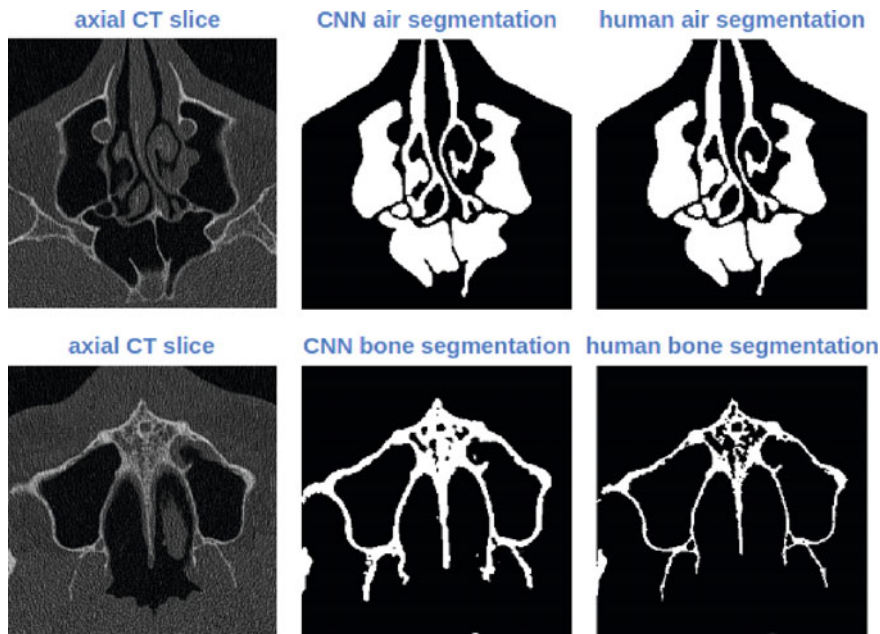 axial CT slice
CNN air segmentation
human air segmentation
axial CT slice
CNN bone segmentation
human bone segmentation